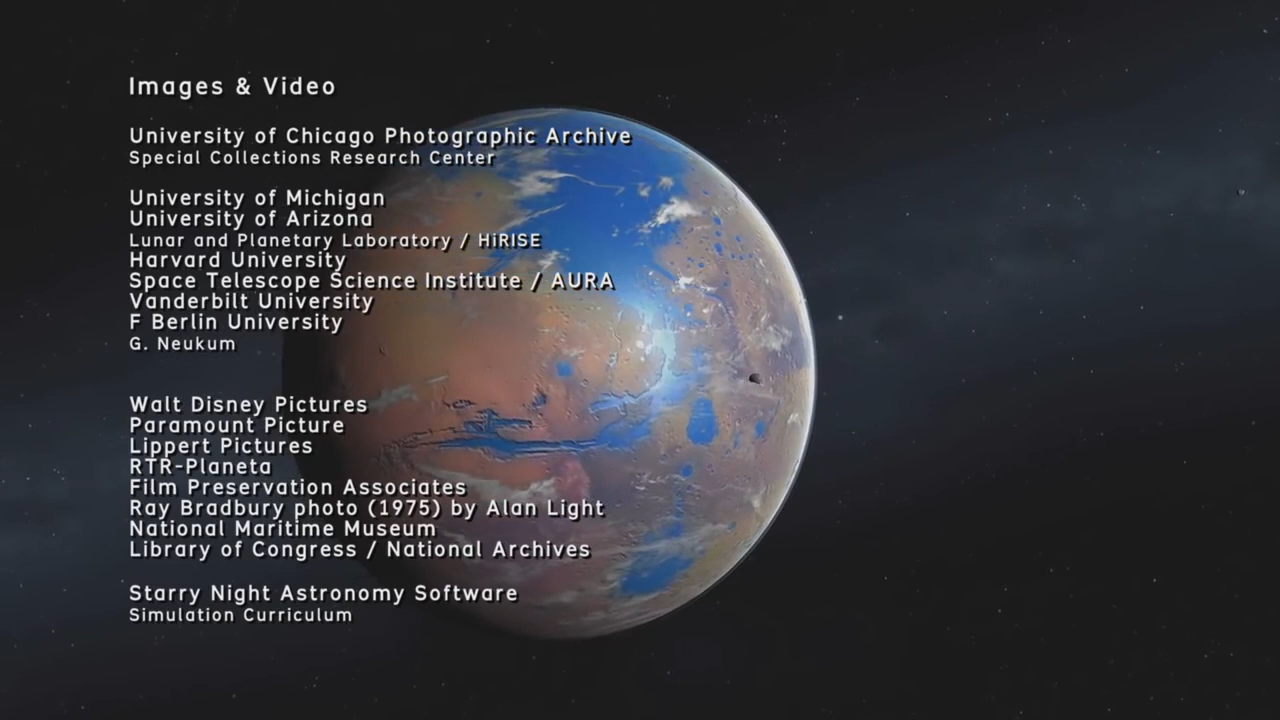 Images & Video
University of Chicago Photographic Archive
Special Collections Research Center
University of Michigan
University of Arizona
Lunar and Planetary Laboratory / HiRISE
Harvard University
Space Telescope Science Institute / AURA
Vanderbilt University
F Berlin University
G. Neukum
Walt Disney Pictures
Paramount Picture
Lippert Pictures
RTR-Planeta
Film Preservation Associates
Ray Bradbury photo (1975) by Alan Light
National Maritime Museum
Library of Congress / National Archives
Starry Night Astronomy Software
Simulation Curriculum